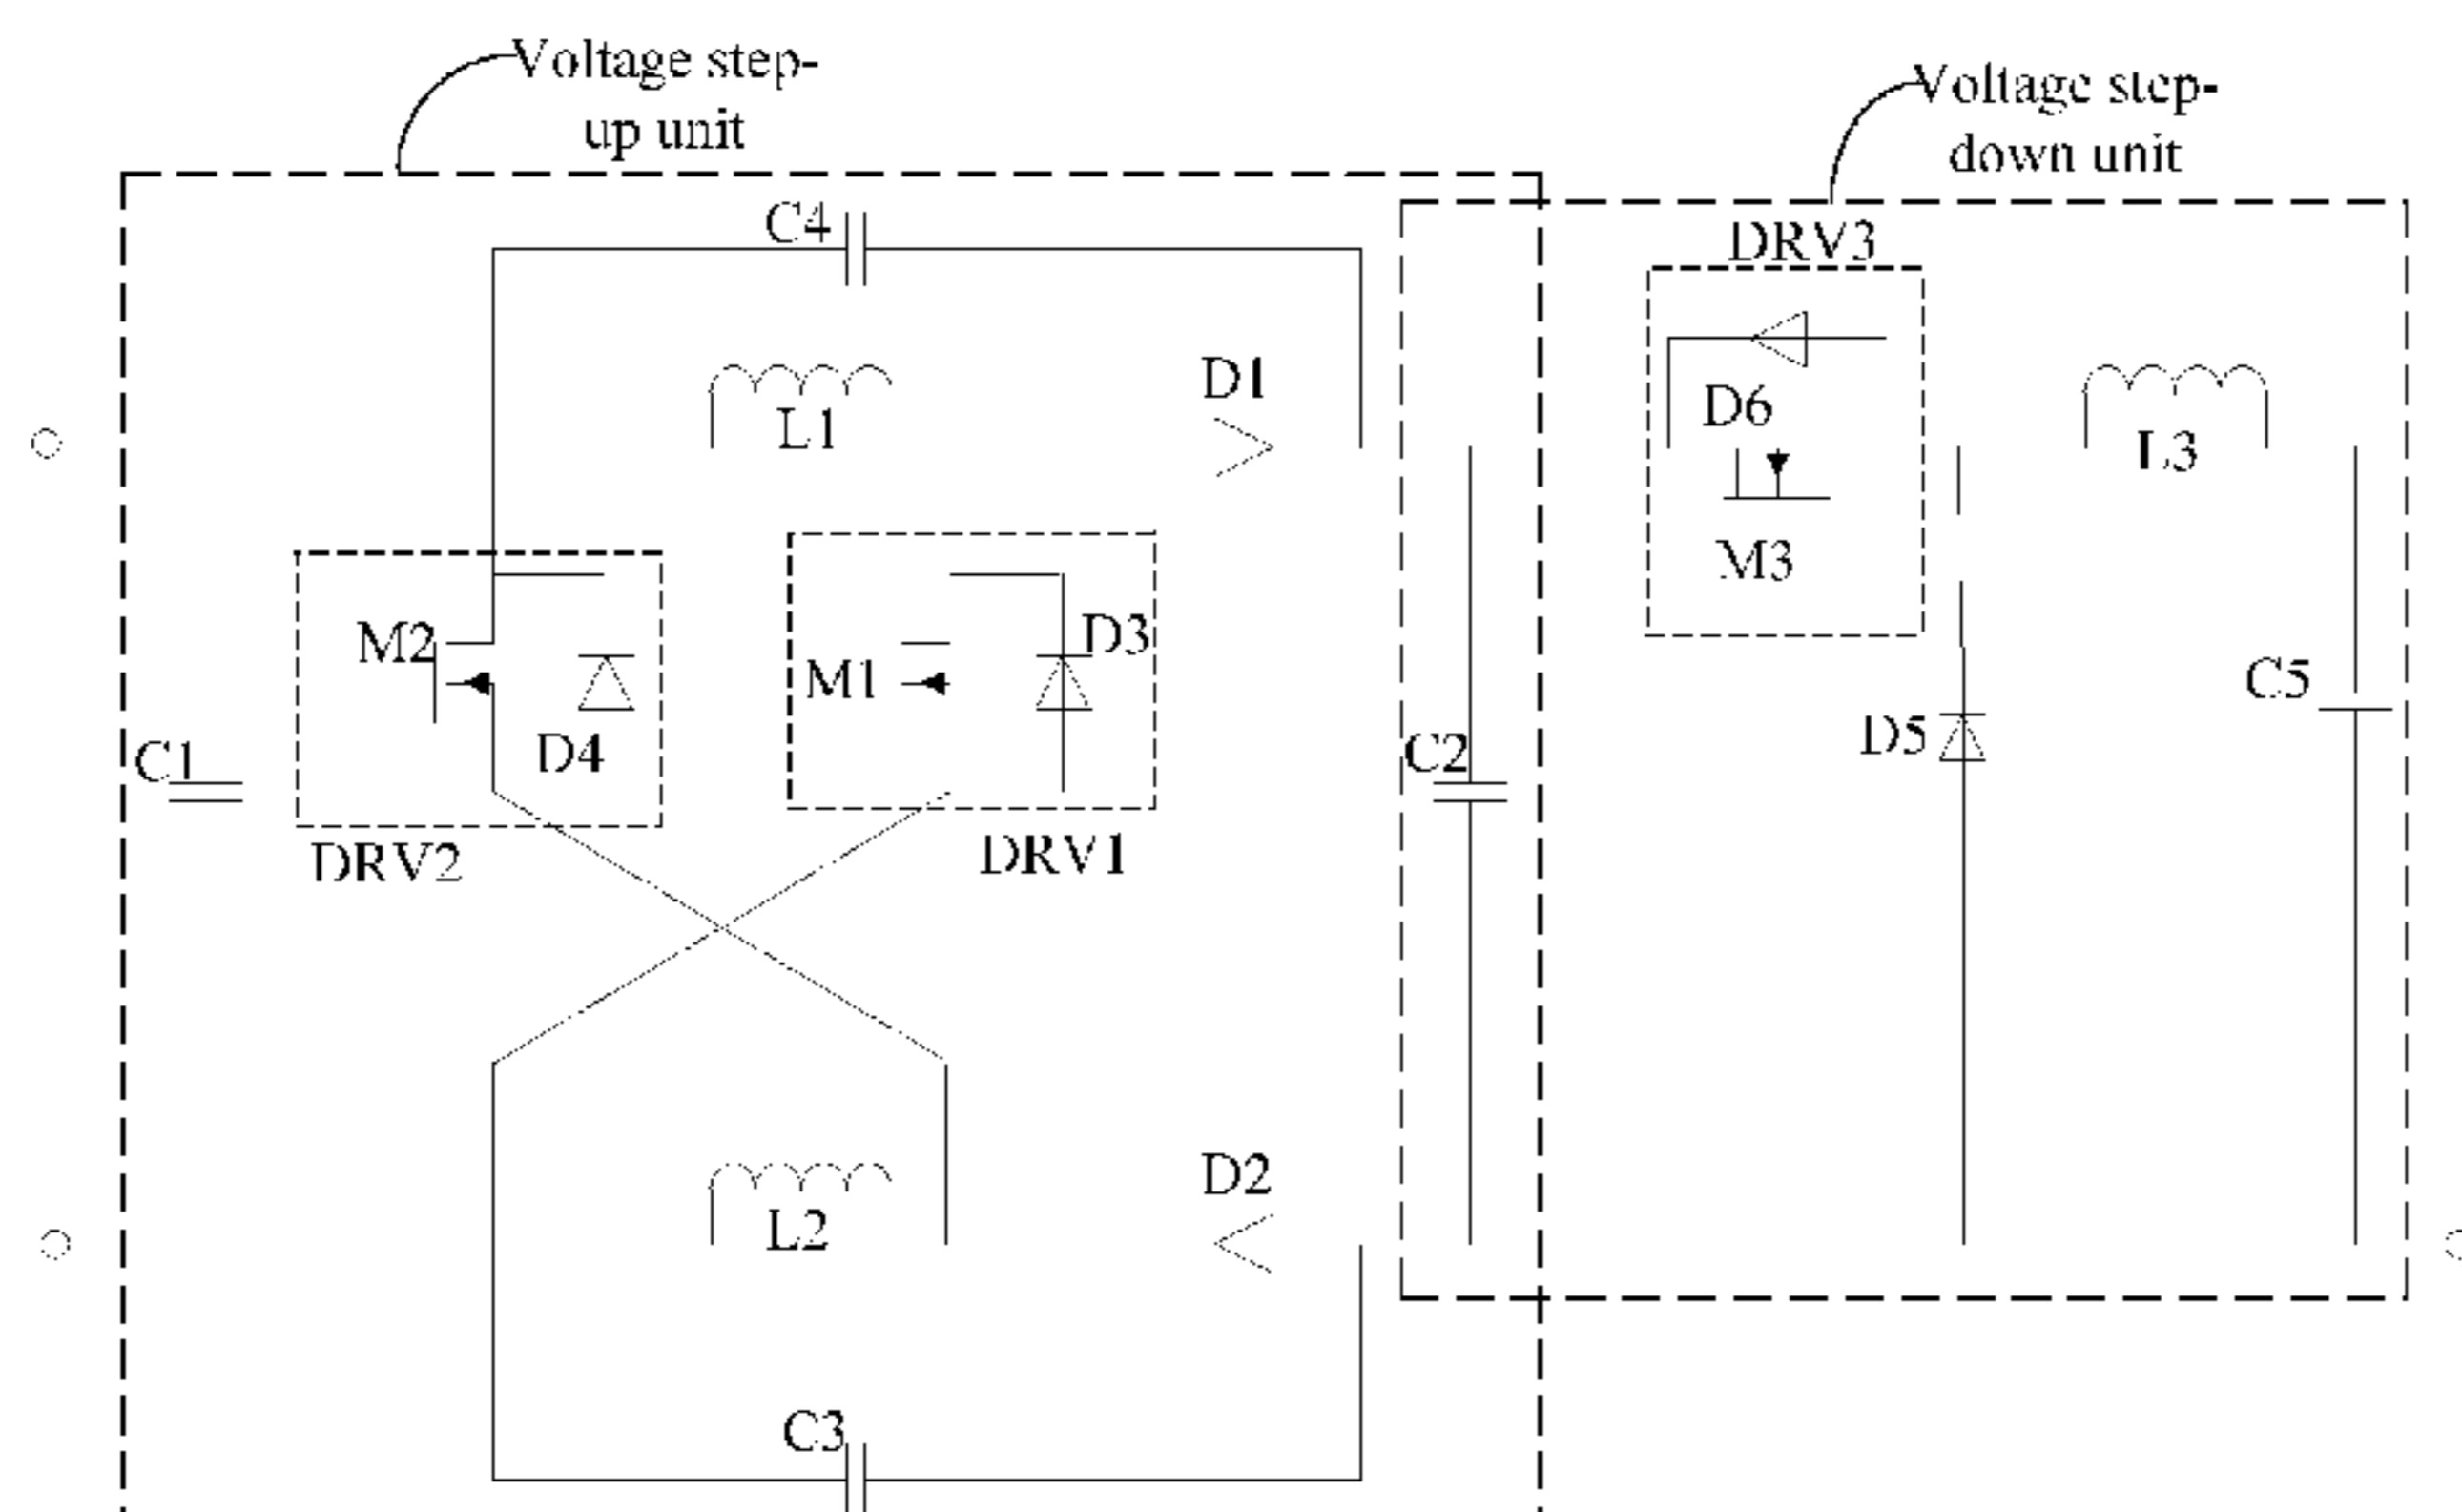 Voltage step-
up unit
Voltage step-
down unit
C4
DRV3
D1
L1
D6
L3
M3
M2
D3
M1
C5
D4
C1
C2
D5
DRV2
DRV1
D2
L2
C3